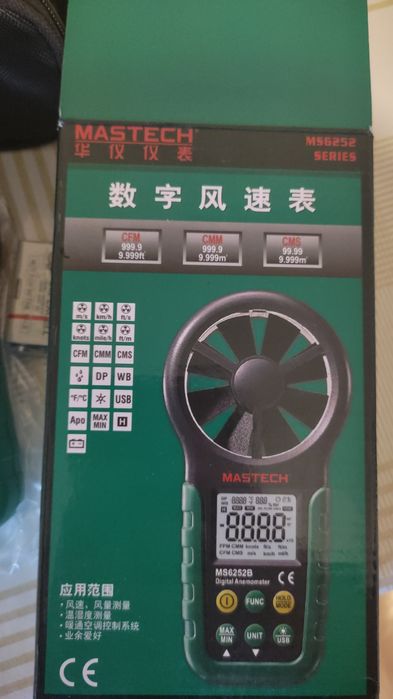 MASTECH
华仪仪表
MS6252
SERIES
数字风速表
CFM
999.9
9.999ft²
CMM
999.9
9.999m²
CMS
99.99
9.999m²
m/s km/h ft/s
knots mile/h ft/m
CFM CMM CMS
DP WB
°F/°C USB
Apo MAX MIN H
MASTECH
8888
MS6252B
Digital Anemometer CE
FUNC HOLD MODE
MAX MIN UNIT USB
应用范围
・风速、风量测量
・温湿度测量
・暖通空调控制系统
・业余爱好
CE